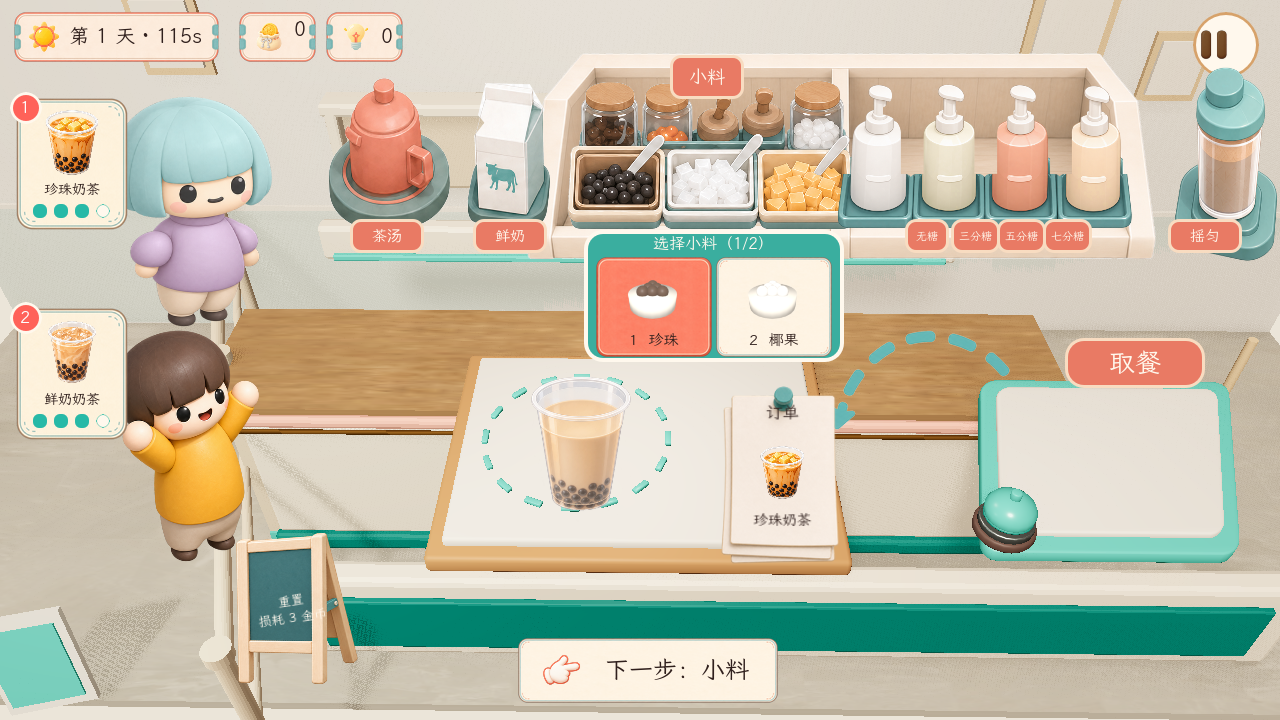 第 1 天・115s
0
0
小料
1
珍珠奶茶
茶汤
鲜奶
无糖
三分糖
五分糖
七分糖
摇匀
选择小料 (1/2)
1 珍珠
2 椰果
2
鲜奶奶茶
取餐
订单
珍珠奶茶
重置
损耗 3 金币
下一步：小料